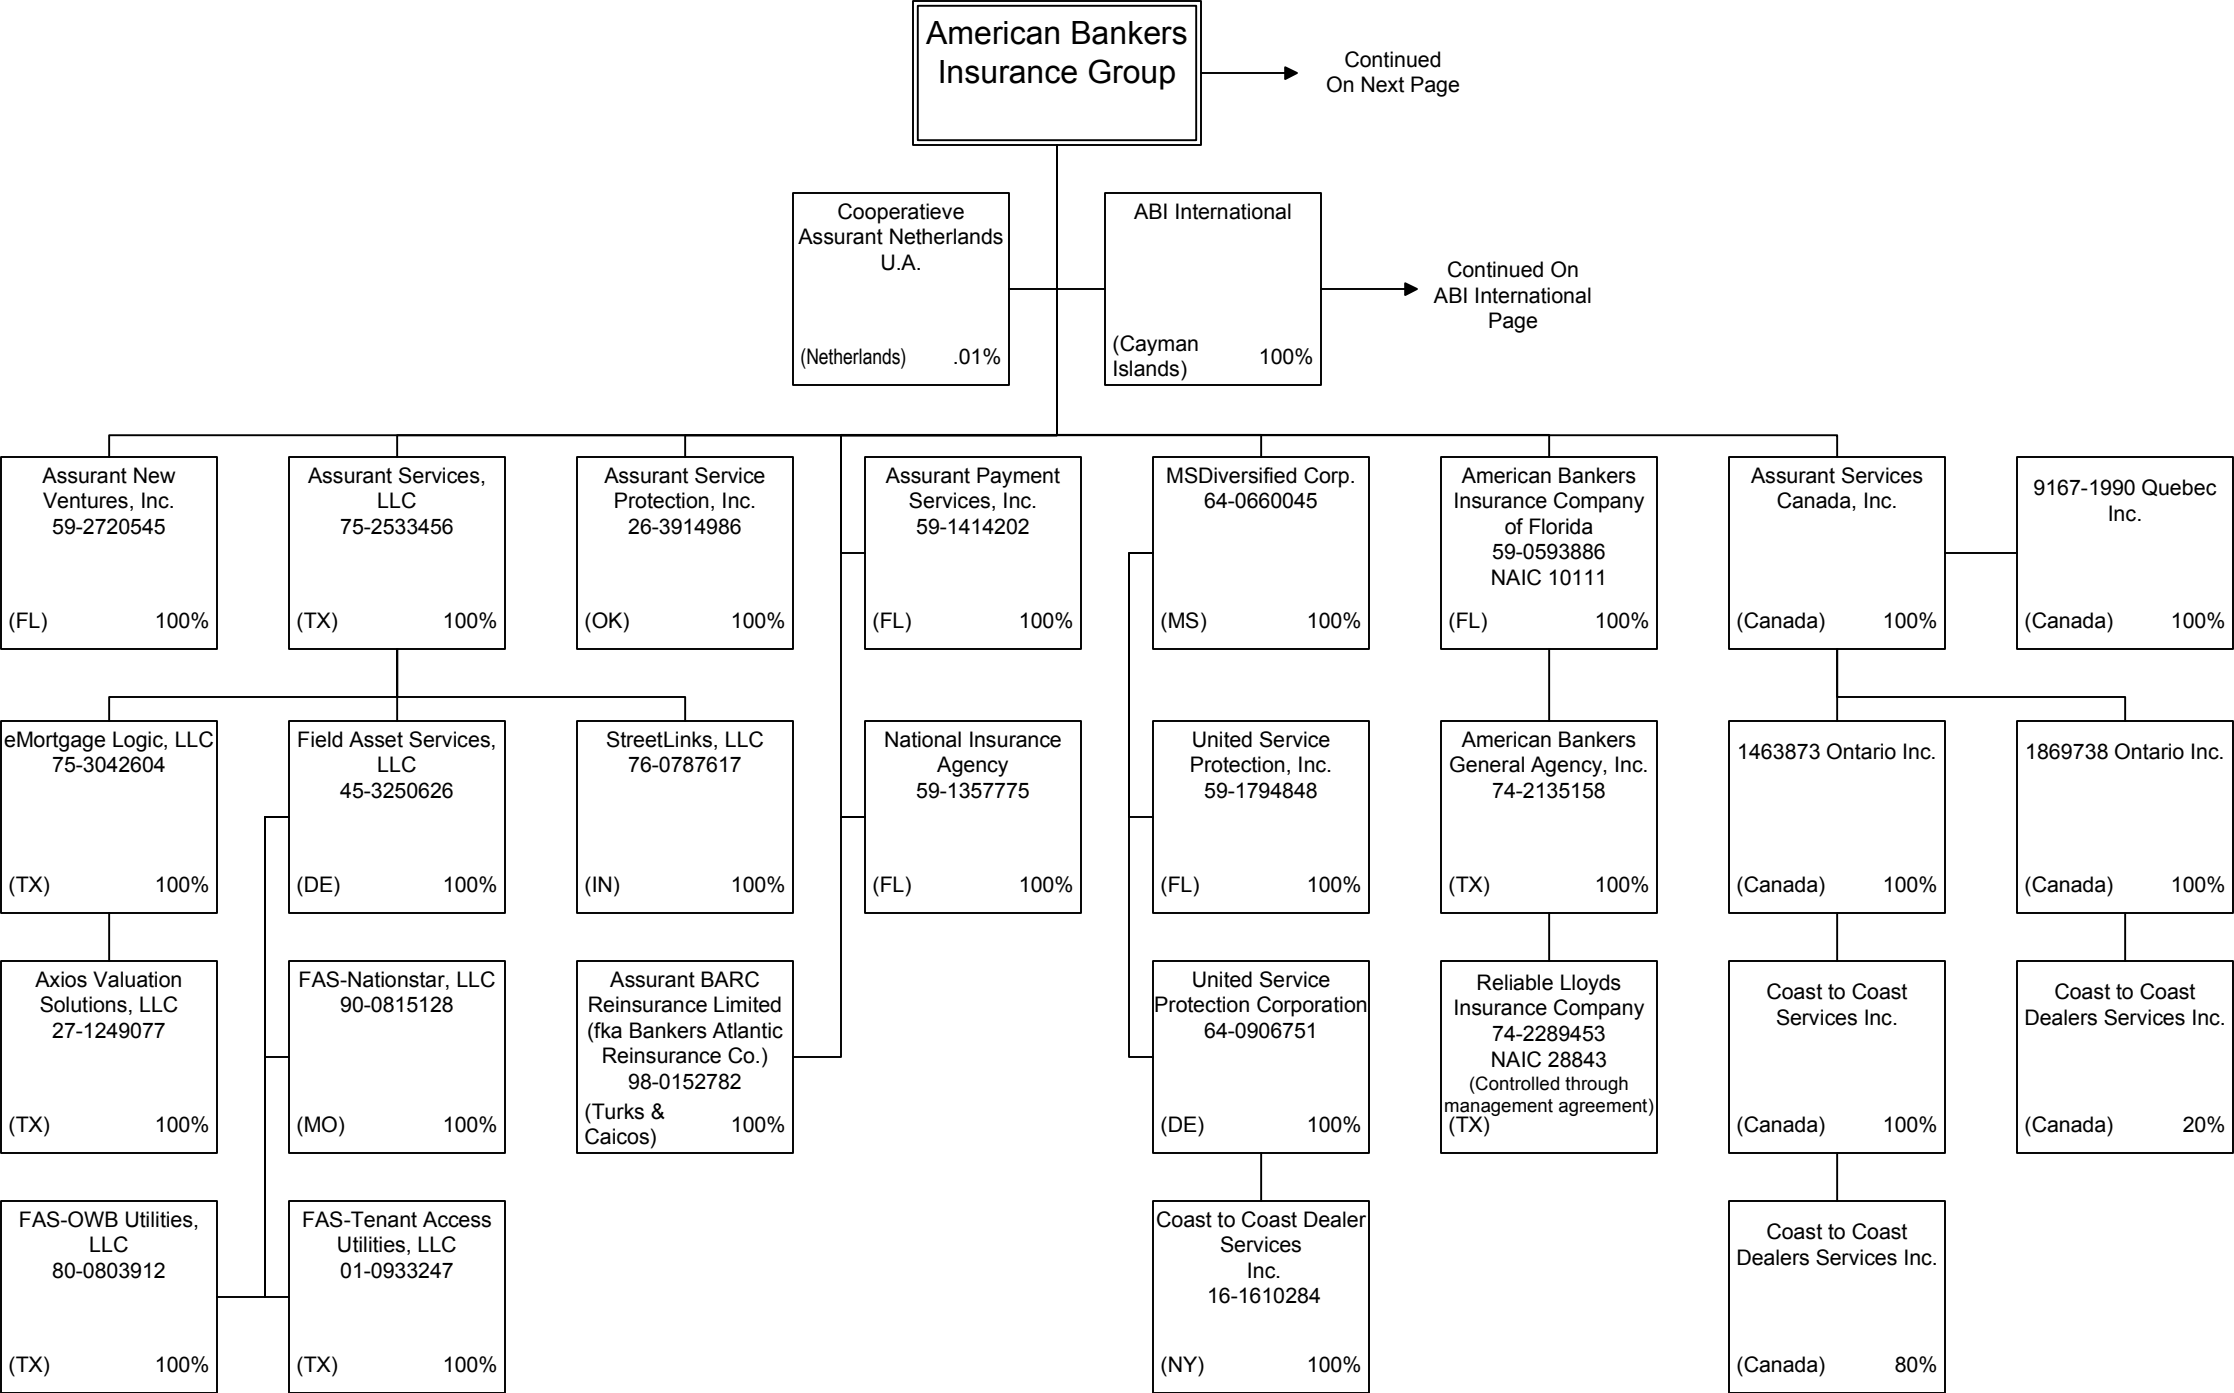 American Bankers
Insurance Group
Continued
On Next Page
Cooperatieve
Assurant Netherlands
U.A.
(Netherlands) .01%
ABI International
(Cayman
Islands) 100%
Continued On
ABI International
Page
Assurant New
Ventures, Inc.
59-2720545
(FL) 100%
Assurant Services,
LLC
75-2533456
(TX) 100%
Assurant Service
Protection, Inc.
26-3914986
(OK) 100%
Assurant Payment
Services, Inc.
59-1414202
(FL) 100%
MSDiversified Corp.
64-0660045
(MS) 100%
American Bankers
Insurance Company
of Florida
59-0593886
NAIC 10111
(FL) 100%
Assurant Services
Canada, Inc.
(Canada) 100%
9167-1990 Quebec
Inc.
(Canada) 100%
eMortgage Logic, LLC
75-3042604
(TX) 100%
Field Asset Services,
LLC
45-3250626
(DE) 100%
StreetLinks, LLC
76-0787617
(IN) 100%
National Insurance
Agency
59-1357775
(FL) 100%
United Service
Protection, Inc.
59-1794848
(FL) 100%
American Bankers
General Agency, Inc.
74-2135158
(TX) 100%
1463873 Ontario Inc.
(Canada) 100%
1869738 Ontario Inc.
(Canada) 100%
Axios Valuation
Solutions, LLC
27-1249077
(TX) 100%
FAS-Nationstar, LLC
90-0815128
(MO) 100%
Assurant BARC
Reinsurance Limited
(fka Bankers Atlantic
Reinsurance Co.)
98-0152782
(Turks &
Caicos) 100%
United Service
Protection Corporation
64-0906751
(DE) 100%
Reliable Lloyds
Insurance Company
74-2289453
NAIC 28843
(Controlled through
management agreement)
(TX)
Coast to Coast
Services Inc.
(Canada) 100%
Coast to Coast
Dealers Services Inc.
(Canada) 20%
FAS-OWB Utilities,
LLC
80-0803912
(TX) 100%
FAS-Tenant Access
Utilities, LLC
01-0933247
(TX) 100%
Coast to Coast Dealer
Services
Inc.
16-1610284
(NY) 100%
Coast to Coast
Dealers Services Inc.
(Canada) 80%